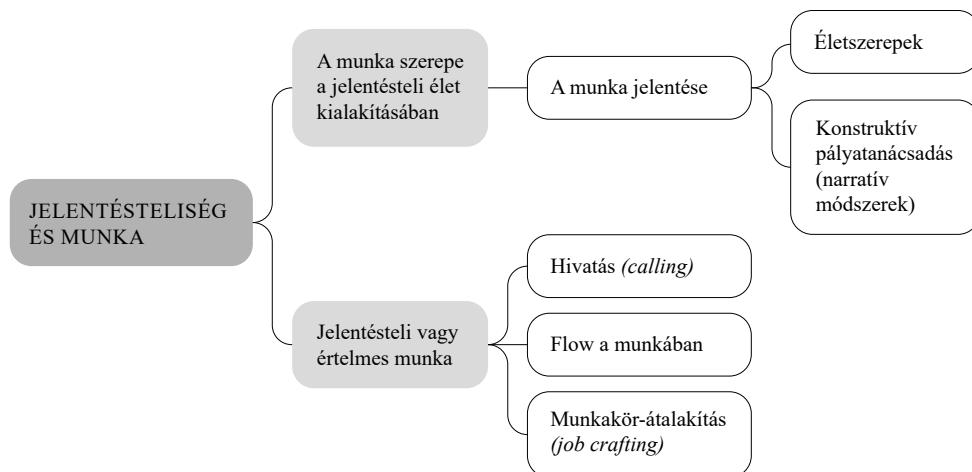 JELENTÉSTELISÉG
ÉS MUNKA
A munka szerepe
a jelentésteli élet
kialakításában
A munka jelentése
Életszerepek
Konstruktív
pályatanácsadás
(narratív
módszerek)
Jelentésteli vagy
értelmes munka
Hivatás (calling)
Flow a munkában
Munkakör-átalakítás
(job crafting)